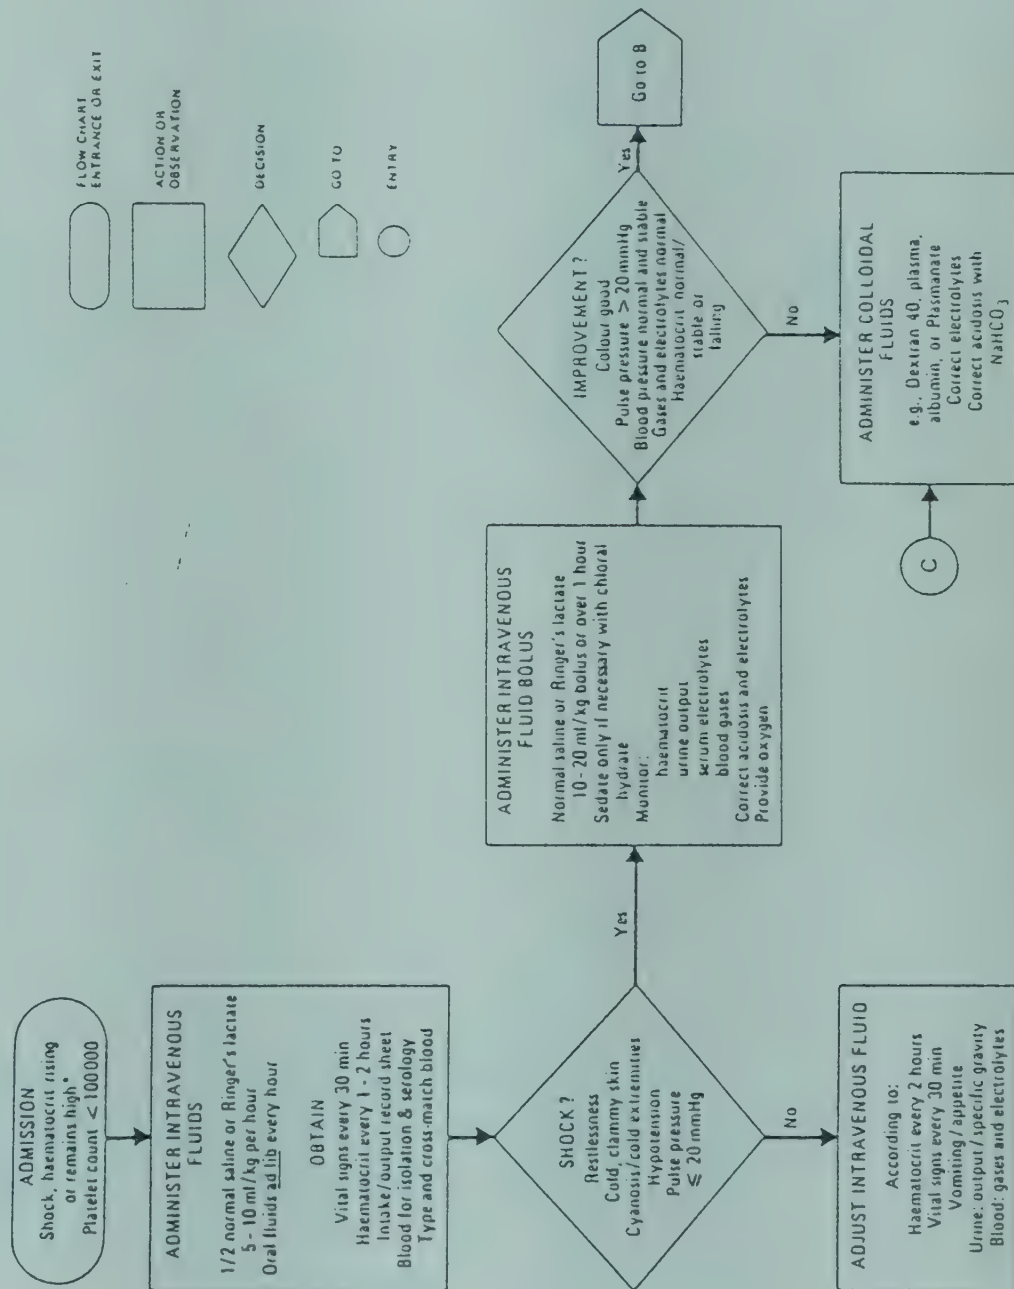 ADMISSION
Shock, haematocrit rising
or remains high*
Platelet count < 100000
ADMINISTER INTRAVENOUS
FLUIDS
1/2 normal saline or Ringer's lactate
5 - 10 ml/kg per hour
Oral fluids ad lib every hour
OBTAIN
Vital signs every 30 min
Haematocrit every 1 - 2 hours
Intake/output record sheet
Blood for isolation & serology
Type and cross-match blood
SHOCK?
Restlessness
Cold, clammy skin
Cyanosis/cold extremities
Hypotension
Pulse pressure
≤ 20 mmHg
Yes
No
ADJUST INTRAVENOUS FLUID
According to:
Haematocrit every 2 hours
Vital signs every 30 min
Vomiting/appetite
Urine: output/specific gravity
Blood: gases and electrolytes
ADMINISTER INTRAVENOUS
FLUID BOLUS
Normal saline or Ringer's lactate
10 - 20 ml/kg bolus or over 1 hour
Sedate only if necessary with chloral
hydrate
Monitor:
haematocrit
urine output
serum electrolytes
blood gases
Correct acidosis and electrolytes
Provide oxygen
IMPROVEMENT?
Colour good
Pulse pressure > 20 mmHg
Blood pressure normal and stable
Gases and electrolytes normal
Haematocrit normal/
stable or
falling
Yes
Go to B
No
C
ADMINISTER COLLOIDAL
FLUIDS
e.g., Dextran 40, plasma,
albumin, or Plasmanate
Correct electrolytes
Correct acidosis with
NaHCO3
FLOW CHART
ENTRANCE OR EXIT
ACTION OR
OBSERVATION
DECISION
GO TO
ENTRY